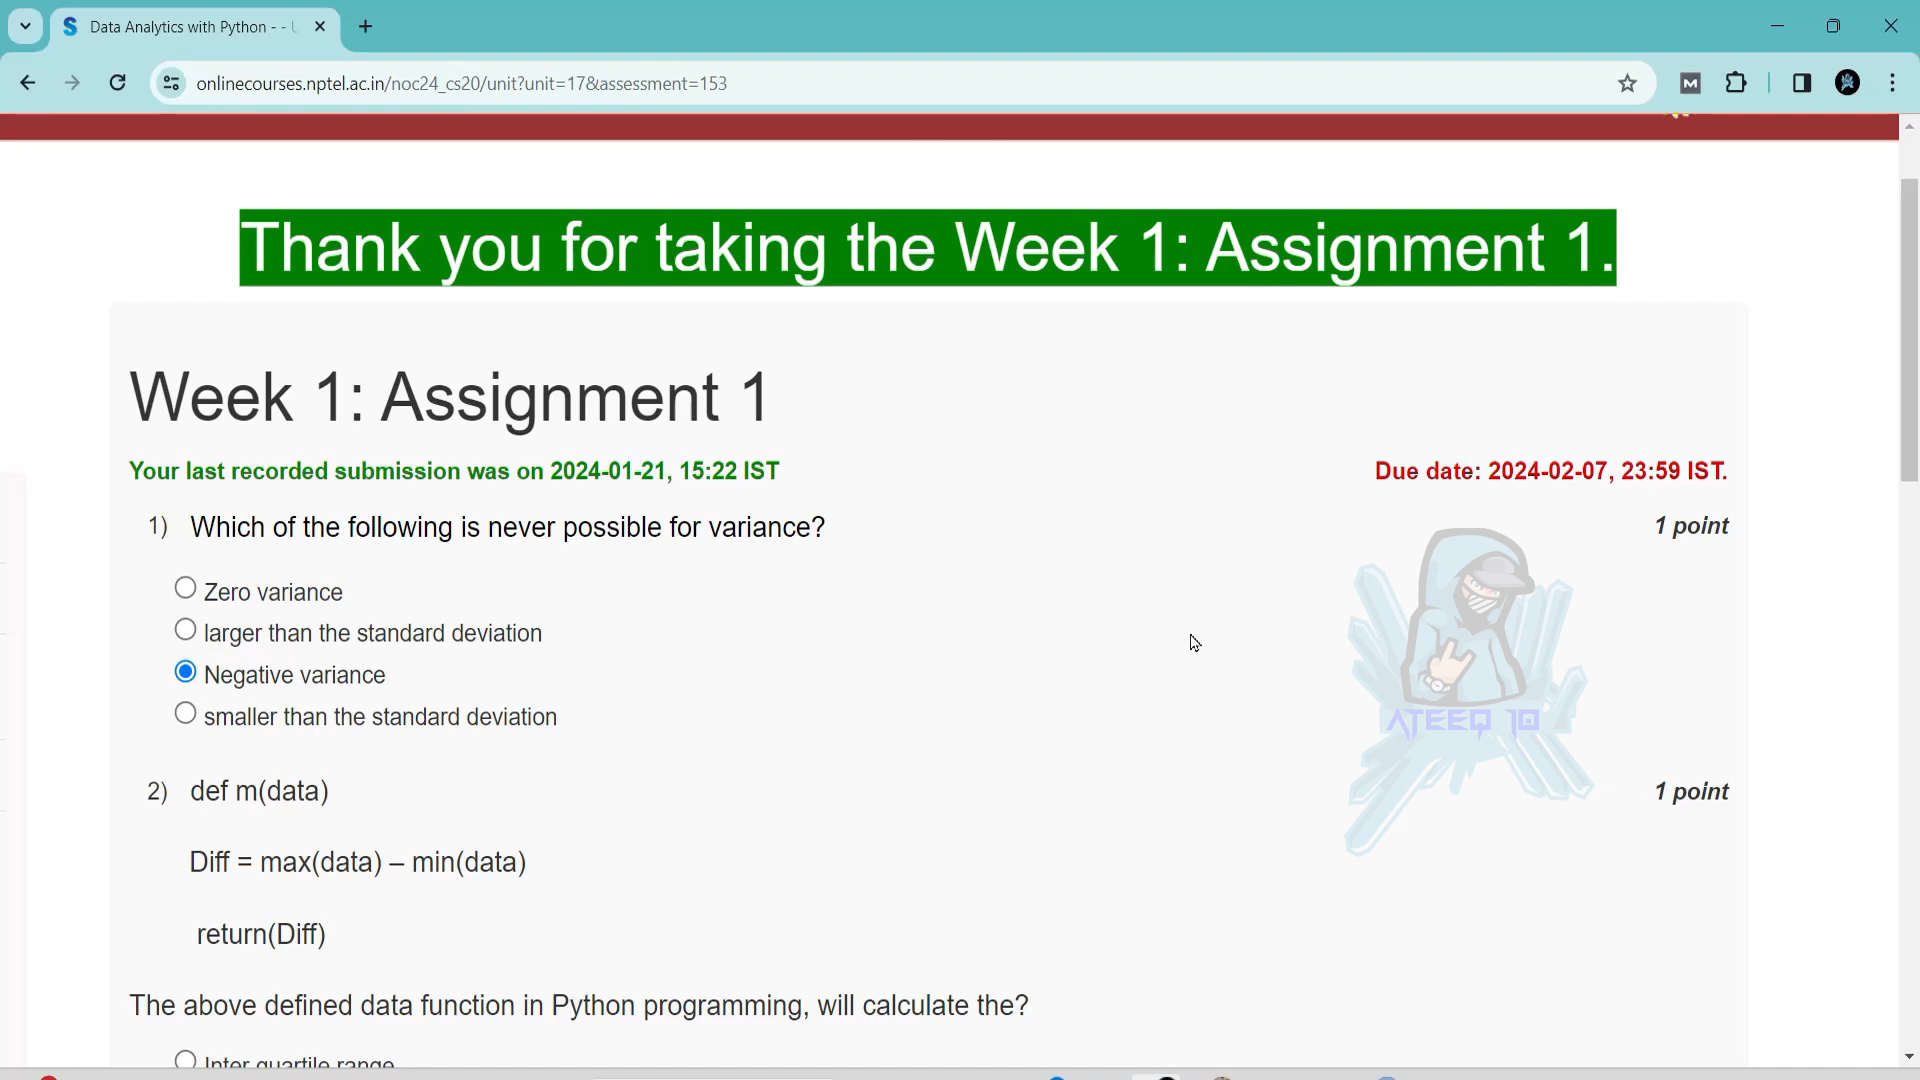 Data Analytics with Python - - U
onlinecourses.nptel.ac.in/noc24_cs20/unit?unit=17&assessment=153
Thank you for taking the Week 1: Assignment 1.
Week 1: Assignment 1
Your last recorded submission was on 2024-01-21, 15:22 IST
Due date: 2024-02-07, 23:59 IST.
1) Which of the following is never possible for variance?
1 point
Zero variance
larger than the standard deviation
Negative variance
smaller than the standard deviation
ATEEQ 10
2) def m(data)
1 point
Diff = max(data) – min(data)
return(Diff)
The above defined data function in Python programming, will calculate the?
Inter quartile range